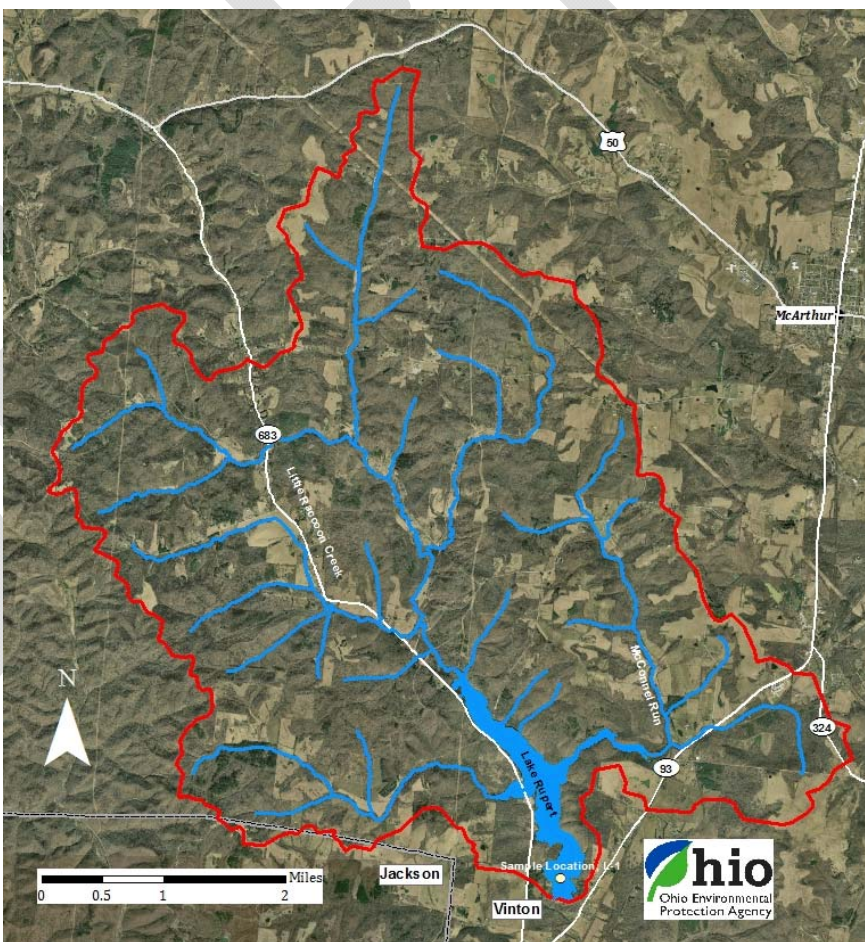 50
McArthur
683
Little Raccoon Creek
McConnel Run
324
N
93
Lake Rupert
Sample Location, L-1
Miles
0 0.5 1 2
Jackson
Vinton
Ohio
Ohio Environmental
Protection Agency